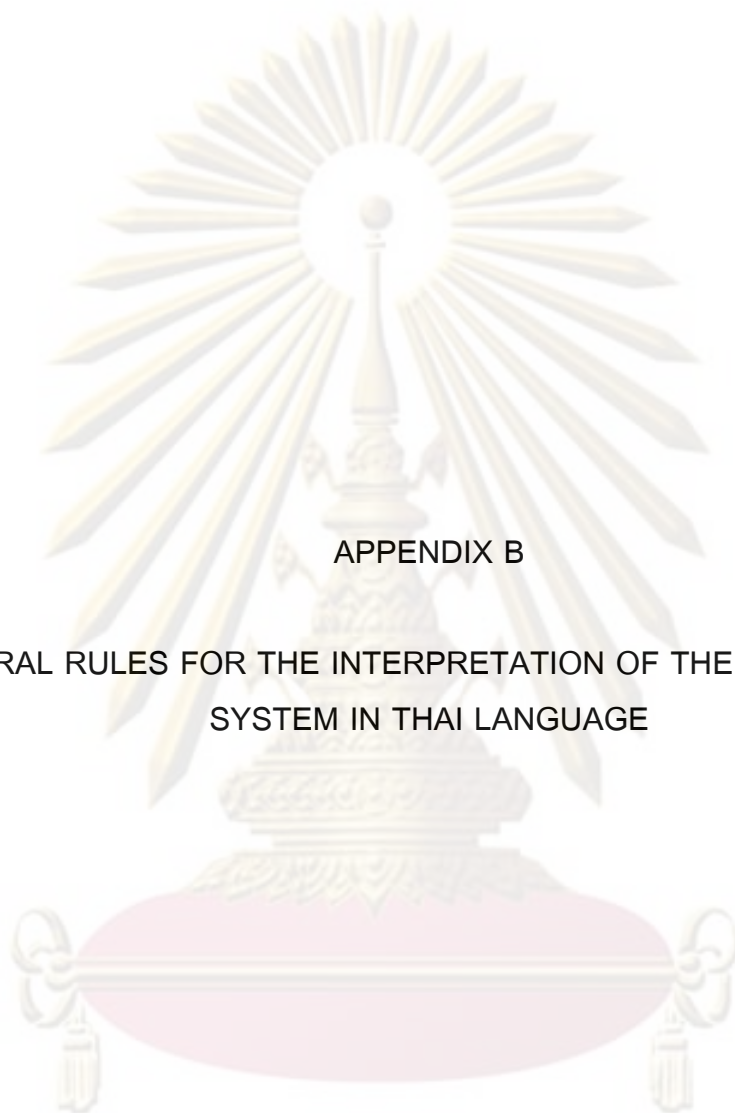 APPENDIX B
RAL RULES FOR THE INTERPRETATION OF THE
SYSTEM IN THAI LANGUAGE